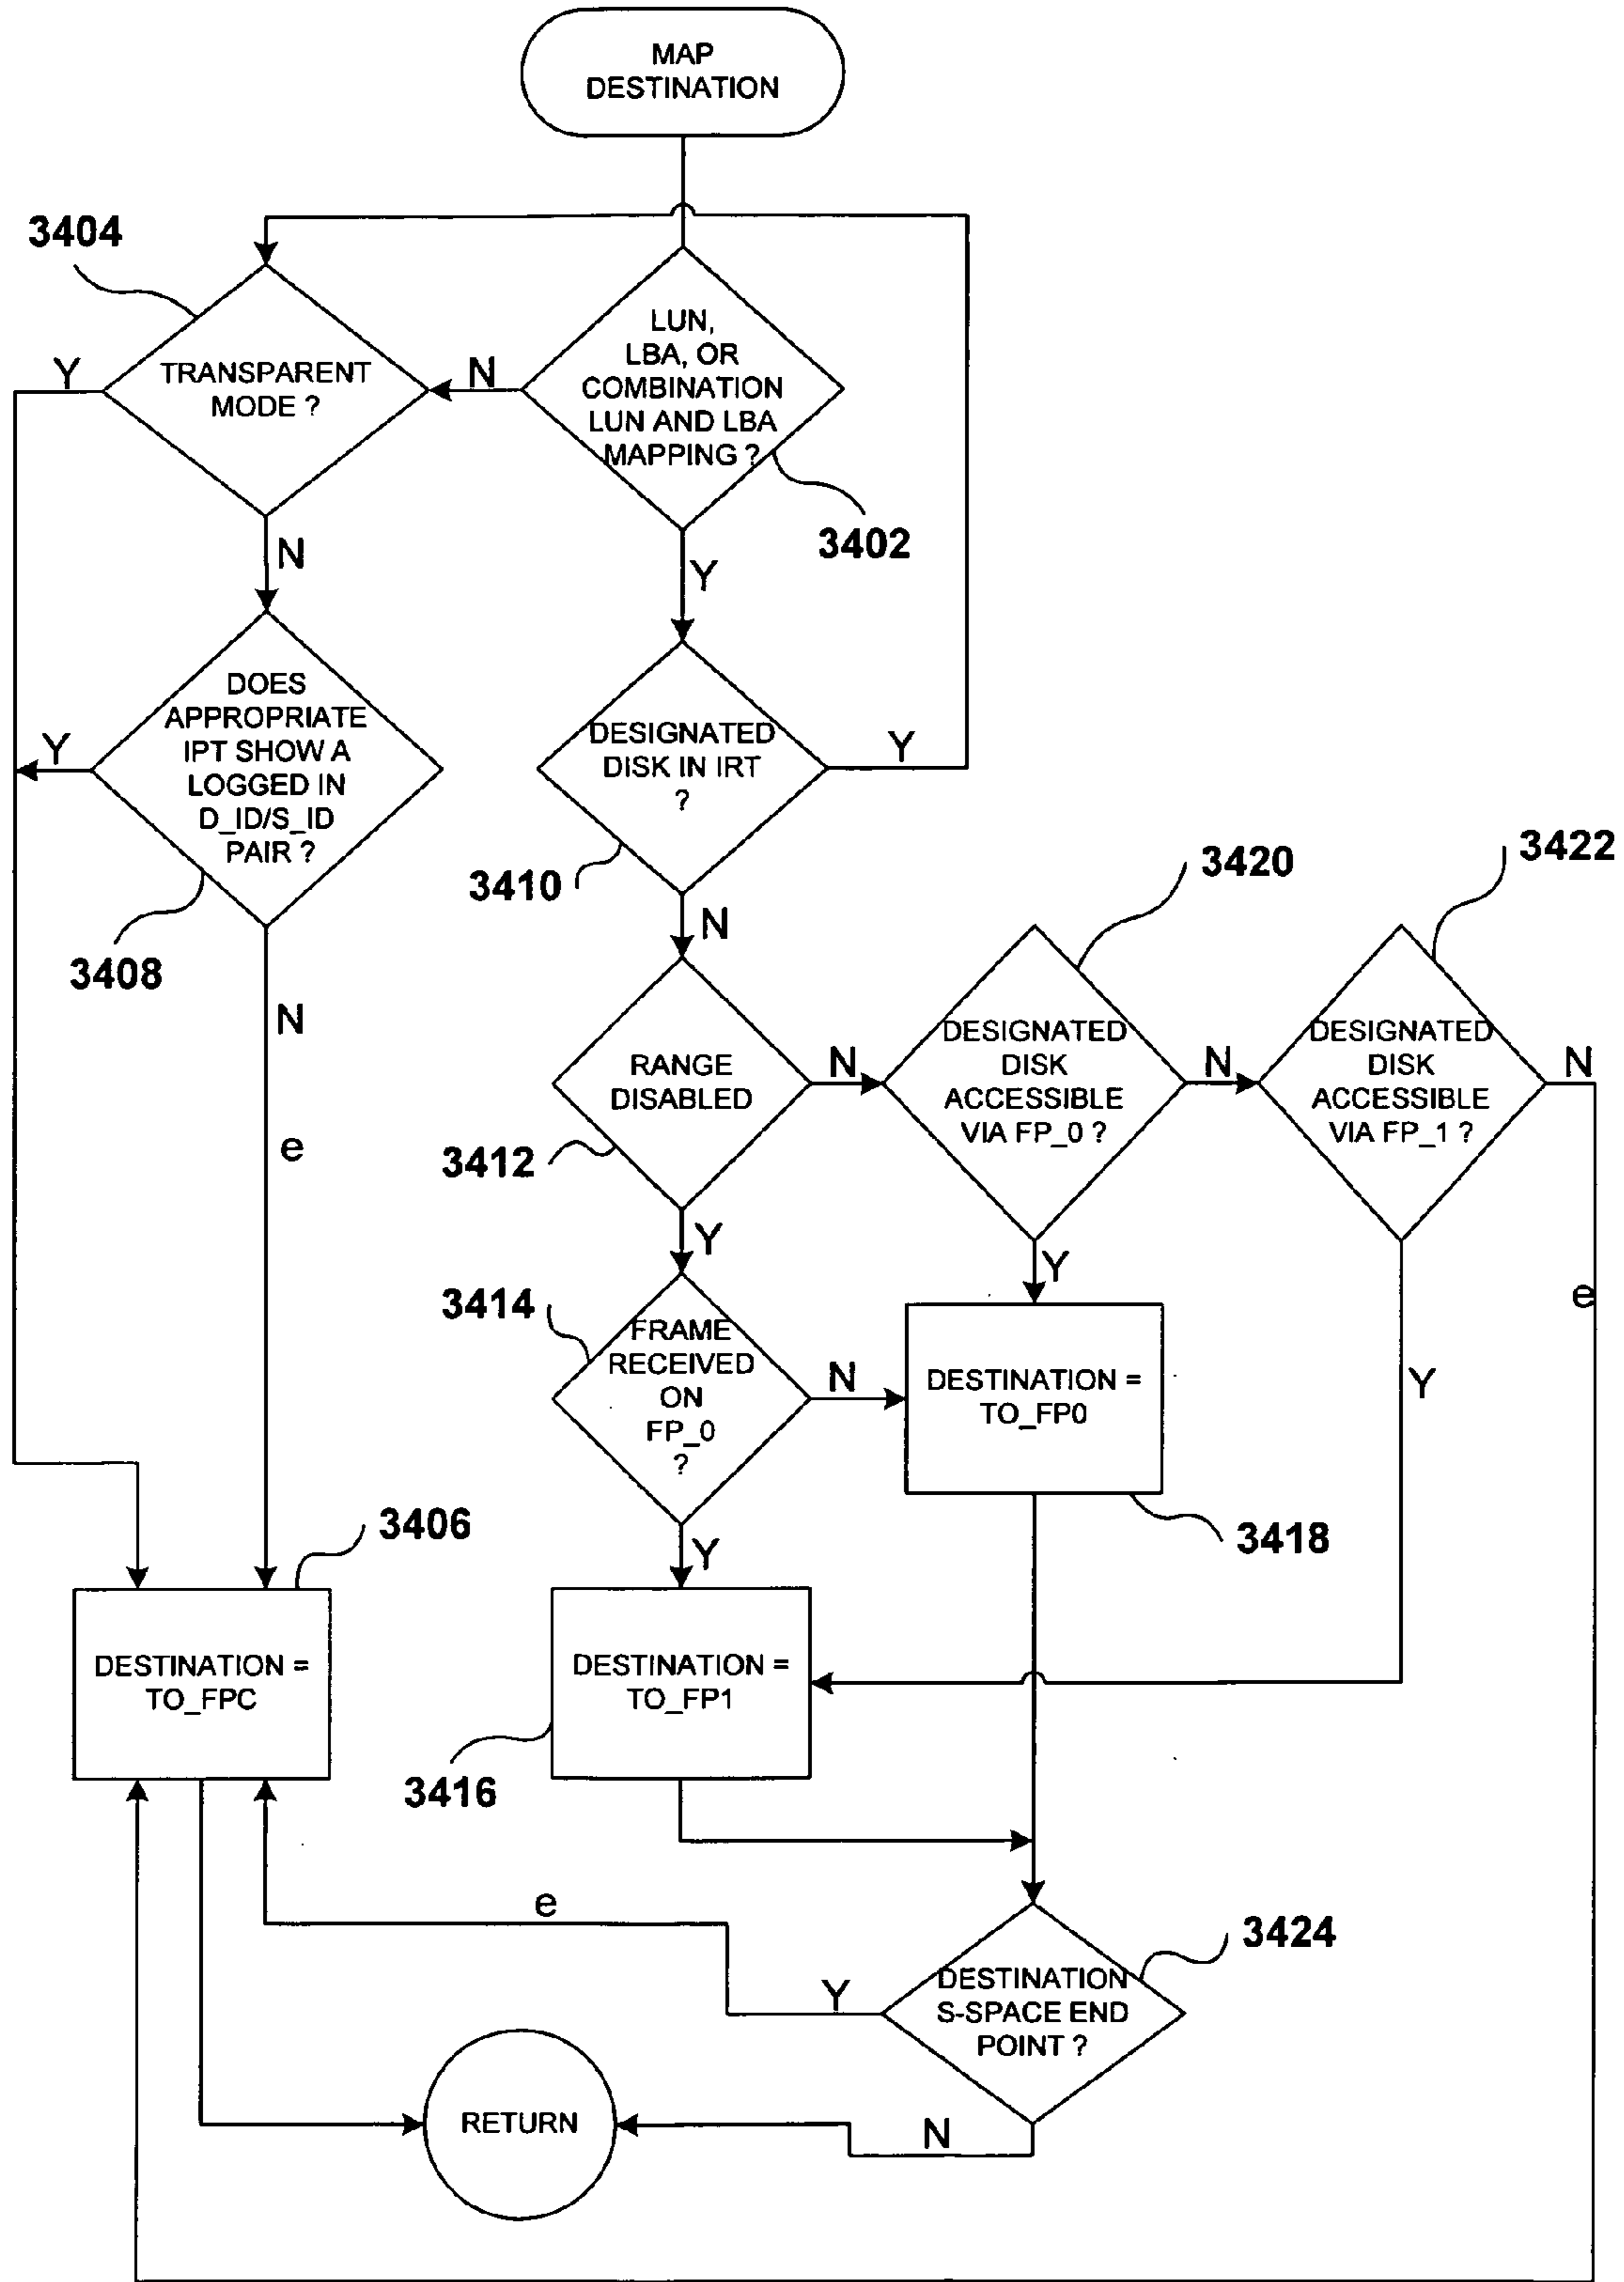 MAP
DESTINATION
3404
TRANSPARENT
MODE ?
Y
N
LUN,
LBA, OR
COMBINATION
LUN AND LBA
MAPPING ?
3402
N
Y
DOES
APPROPRIATE
IPT SHOW A
LOGGED IN
D_ID/S_ID
PAIR ?
Y
3408
N
e
DESIGNATED
DISK IN IRT
?
Y
3410
N
RANGE
DISABLED
N
3412
Y
DESIGNATED
DISK
ACCESSIBLE
VIA FP_0 ?
3420
N
Y
DESIGNATED
DISK
ACCESSIBLE
VIA FP_1 ?
3422
N
e
Y
3414
FRAME
RECEIVED
ON
FP_0
?
N
Y
DESTINATION =
TO_FP0
3418
3406
DESTINATION =
TO_FPC
DESTINATION =
TO_FP1
3416
e
Y
DESTINATION
S-SPACE END
POINT ?
3424
N
RETURN